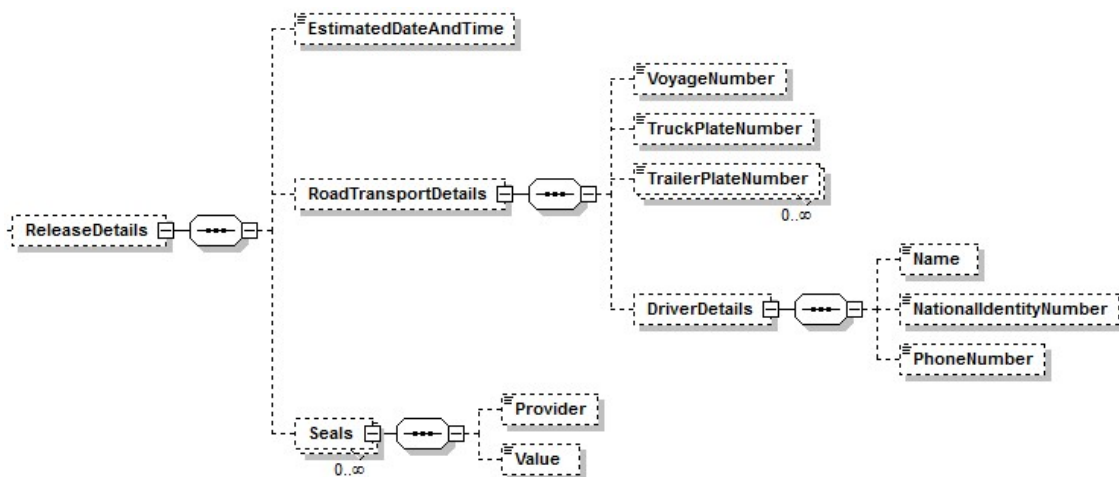 EstimatedDateAndTime
VoyageNumber
TruckPlateNumber
RoadTransportDetails
TrailerPlateNumber
0..∞
ReleaseDetails
Name
DriverDetails
NationalIdentityNumber
PhoneNumber
Provider
Seals
0..∞
Value